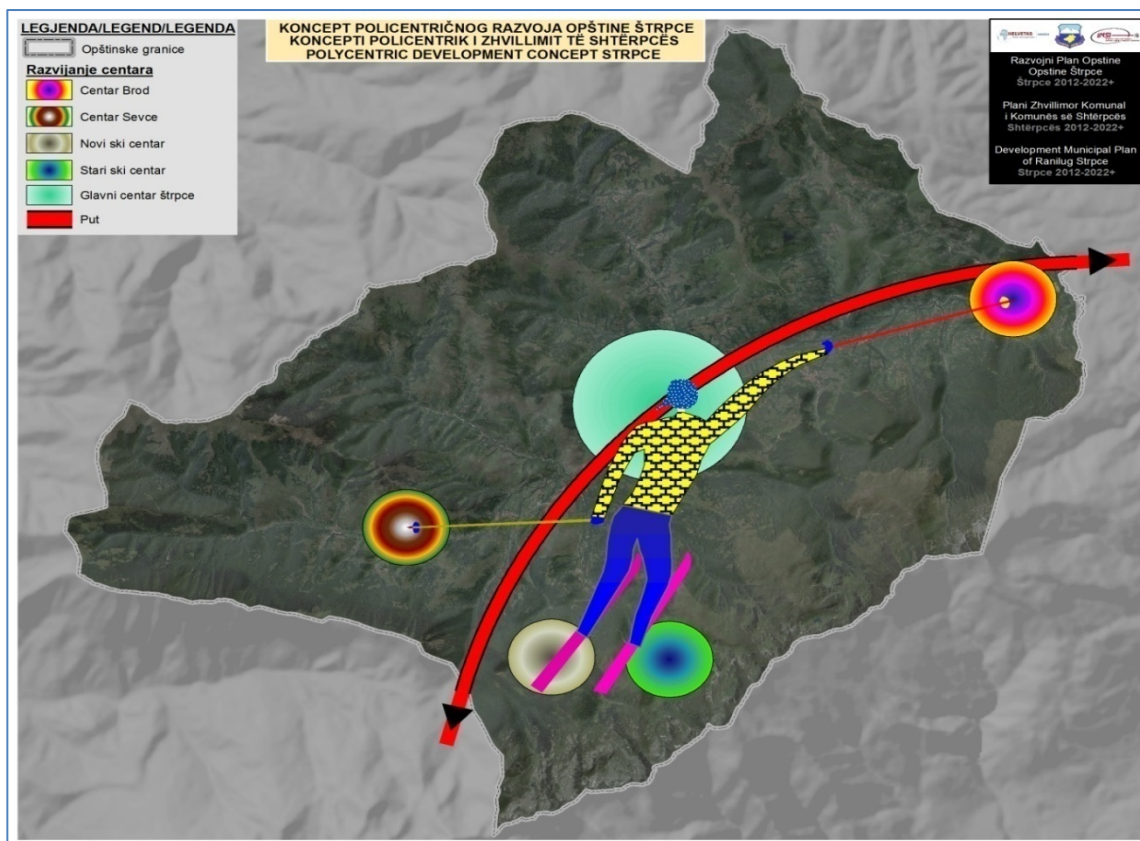 LEGJENDA/LEGEND/LEGENDA
Opštinske granice
Razvijanje centara
Centar Brod
Centar Sevce
Novi ski centar
Stari ski centar
Glavni centar štrpce
Put
KONCEPT POLICENTRIČNOG RAZVOJA OPŠTINE ŠTRPCE
KONCEPTI POLICENTRIK I ZHVILLIMIT TË SHTËRPCËS
POLYCENTRIC DEVELOPMENT CONCEPT STRPCE
HELVETAS
Razvojni Plan Opstine
Opstine Štrpce
Štrpce 2012-2022+
Plani Zhvillimor Komunal
i Komunës së Shtërpcës
Shtërpcës 2012-2022+
Development Municipal Plan
of Ranilug Strpce
Strpce 2012-2022+